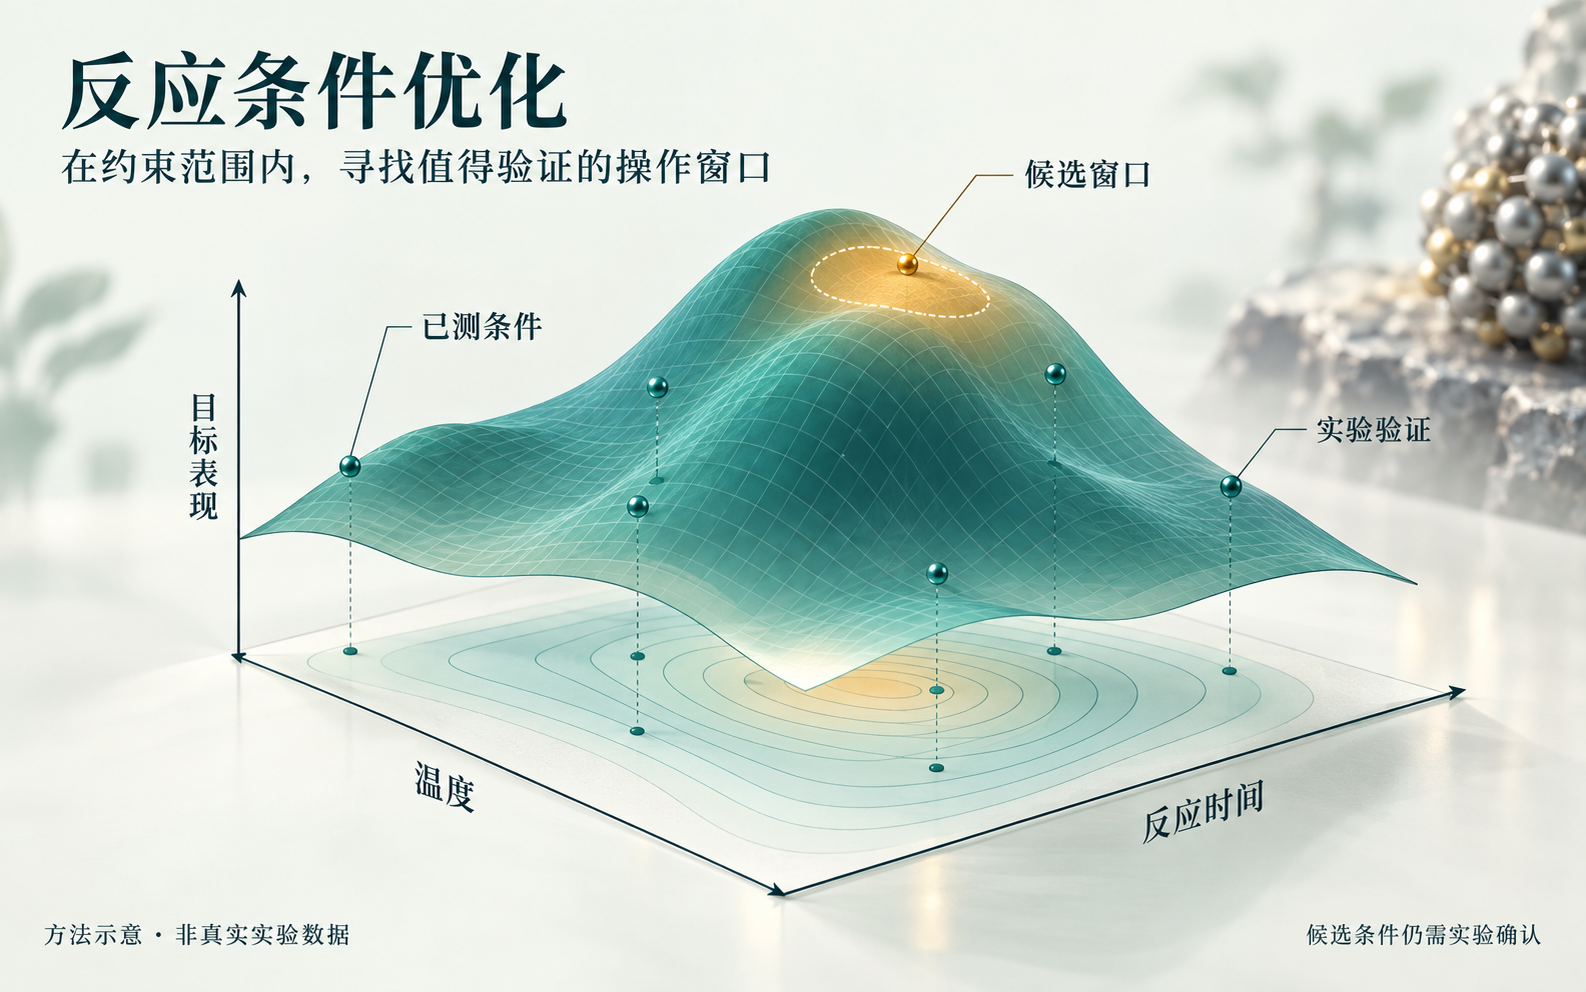 反应条件优化
在约束范围内，寻找值得验证的操作窗口
候选窗口
已测条件
目标表现
实验验证
温度
反应时间
方法示意·非真实实验数据
候选条件仍需实验确认